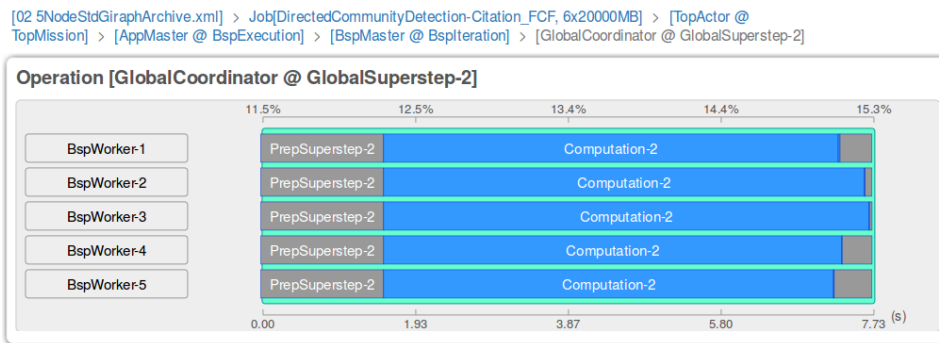 [02 5NodeStdGiraphArchive.xml] > Job[DirectedCommunityDetection-Citation_FCF, 6x20000MB] > [TopActor @
TopMission] > [AppMaster @ BspExecution] > [BspMaster @ BspIteration] > [GlobalCoordinator @ GlobalSuperstep-2]
Operation [GlobalCoordinator @ GlobalSuperstep-2]
11.5% 12.5% 13.4% 14.4% 15.3%
BspWorker-1 PrepSuperstep-2 Computation-2
BspWorker-2 PrepSuperstep-2 Computation-2
BspWorker-3 PrepSuperstep-2 Computation-2
BspWorker-4 PrepSuperstep-2 Computation-2
BspWorker-5 PrepSuperstep-2 Computation-2
0.00 1.93 3.87 5.80 7.73 (s)